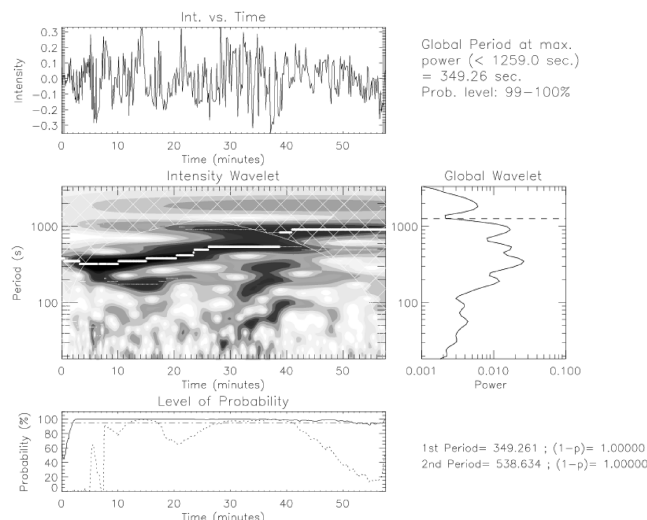 Int. vs. Time
0.3
0.2
0.1
-0.0
-0.1
-0.2
-0.3
Intensity
0 10 20 30 40 50
Time (minutes)
Global Period at max.
power (< 1259.0 sec.)
= 349.26 sec.
Prob. level: 99-100%
Intensity Wavelet
1000
100
Period (s)
0 10 20 30 40 50
Time (minutes)
Global Wavelet
1000
100
0.001 0.010 0.100
Power
Level of Probability
100
80
60
40
20
0
Probability (%)
0 10 20 30 40 50
Time (minutes)
1st Period= 349.261 ; (1-p)= 1.00000
2nd Period= 538.634 ; (1-p)= 1.00000